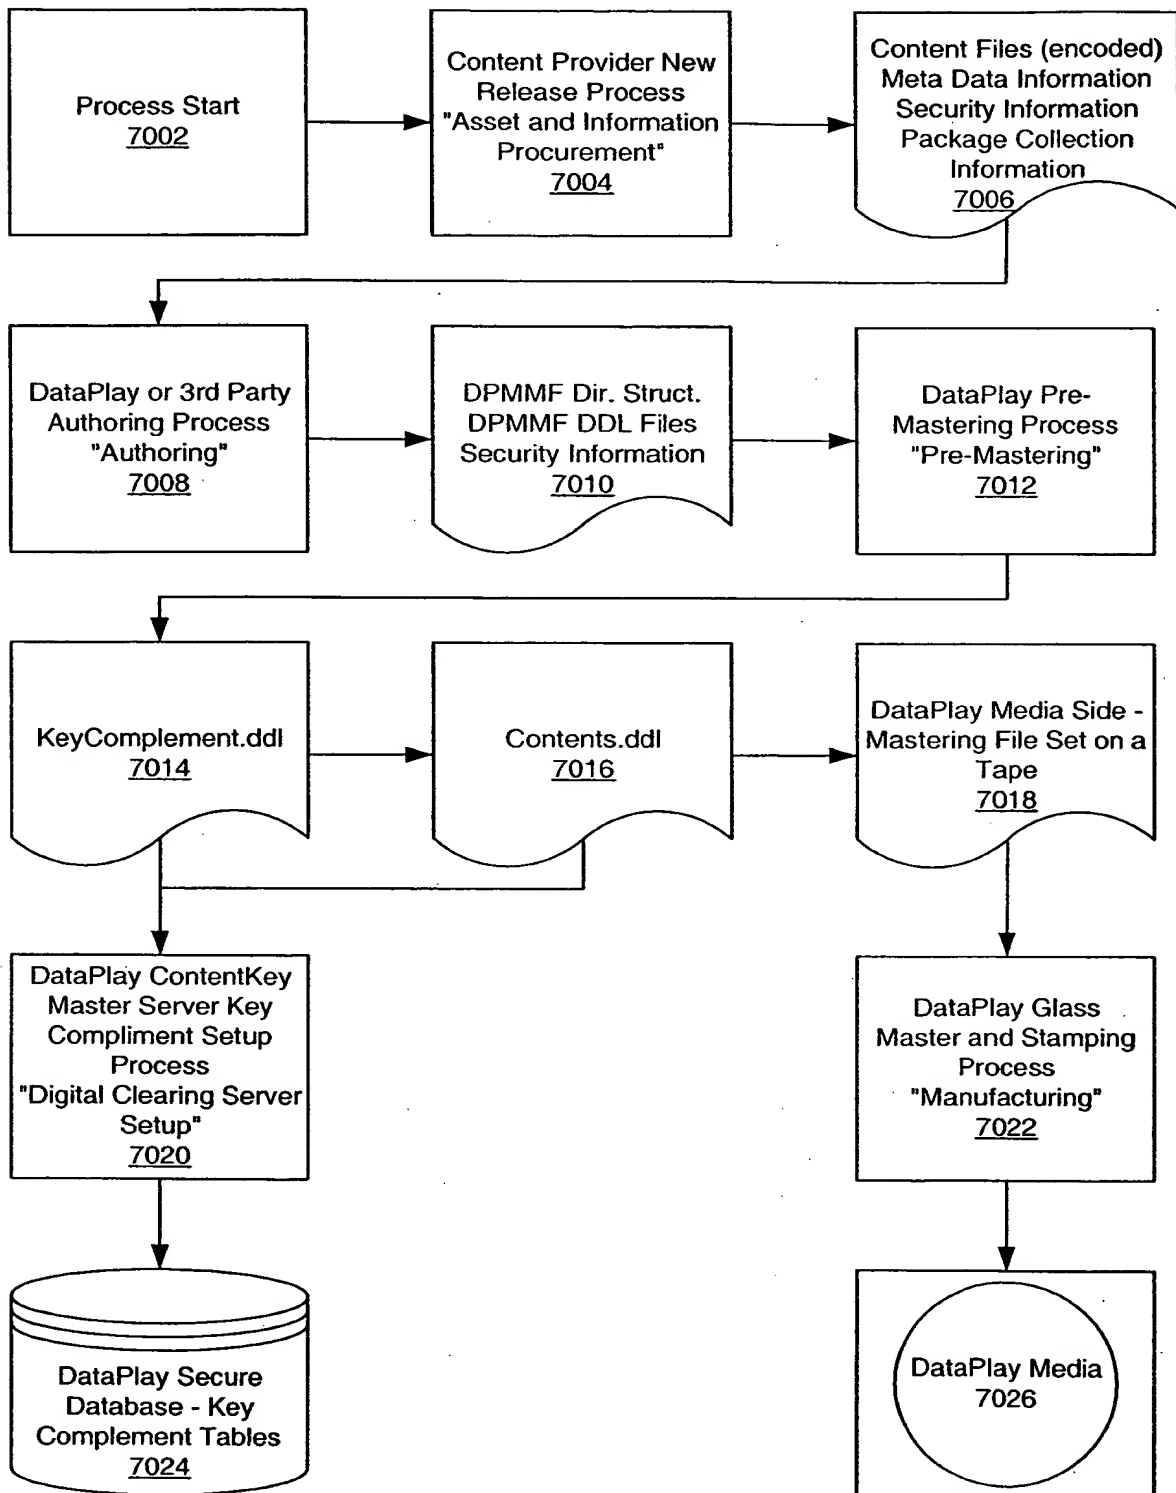 Process Start
7002
Content Provider New
Release Process
"Asset and Information
Procurement"
7004
Content Files (encoded)
Meta Data Information
Security Information
Package Collection
Information
7006
DataPlay or 3rd Party
Authoring Process
"Authoring"
7008
DPMMF Dir. Struct.
DPMMF DDL Files
Security Information
7010
DataPlay Pre-
Mastering Process
"Pre-Mastering"
7012
KeyComplement.ddl
7014
Contents.ddl
7016
DataPlay Media Side -
Mastering File Set on a
Tape
7018
DataPlay ContentKey
Master Server Key
Compliment Setup
Process
"Digital Clearing Server
Setup"
7020
DataPlay Glass
Master and Stamping
Process
"Manufacturing"
7022
DataPlay Secure
Database - Key
Complement Tables
7024
DataPlay Media
7026